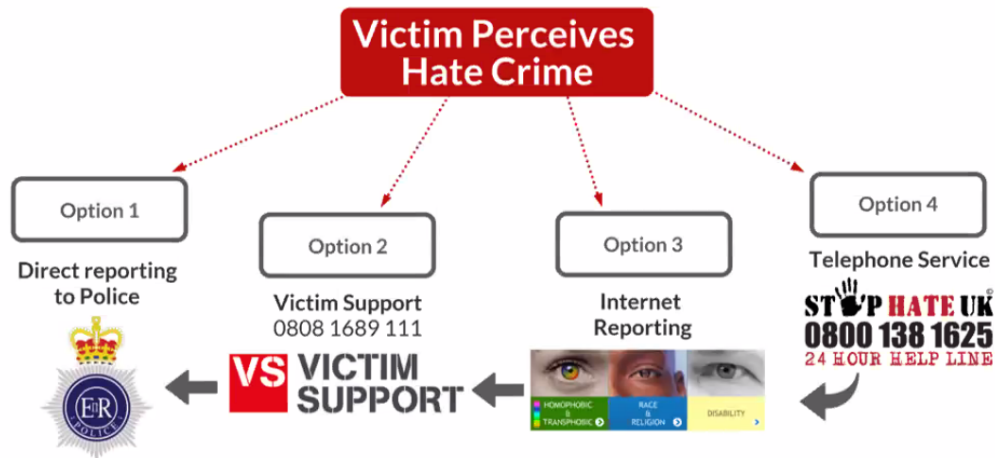 Victim Perceives
Hate Crime
Option 1
Direct reporting
to Police
E II R
POLICE
Option 2
Victim Support
0808 1689 111
VS VICTIM
SUPPORT
Option 3
Internet
Reporting
HOMOPHOBIC
&
TRANSPHOBIC
RACE
&
RELIGION
DISABILITY
Option 4
Telephone Service
STOP HATE UK©
0800 138 1625
24 HOUR HELP LINE